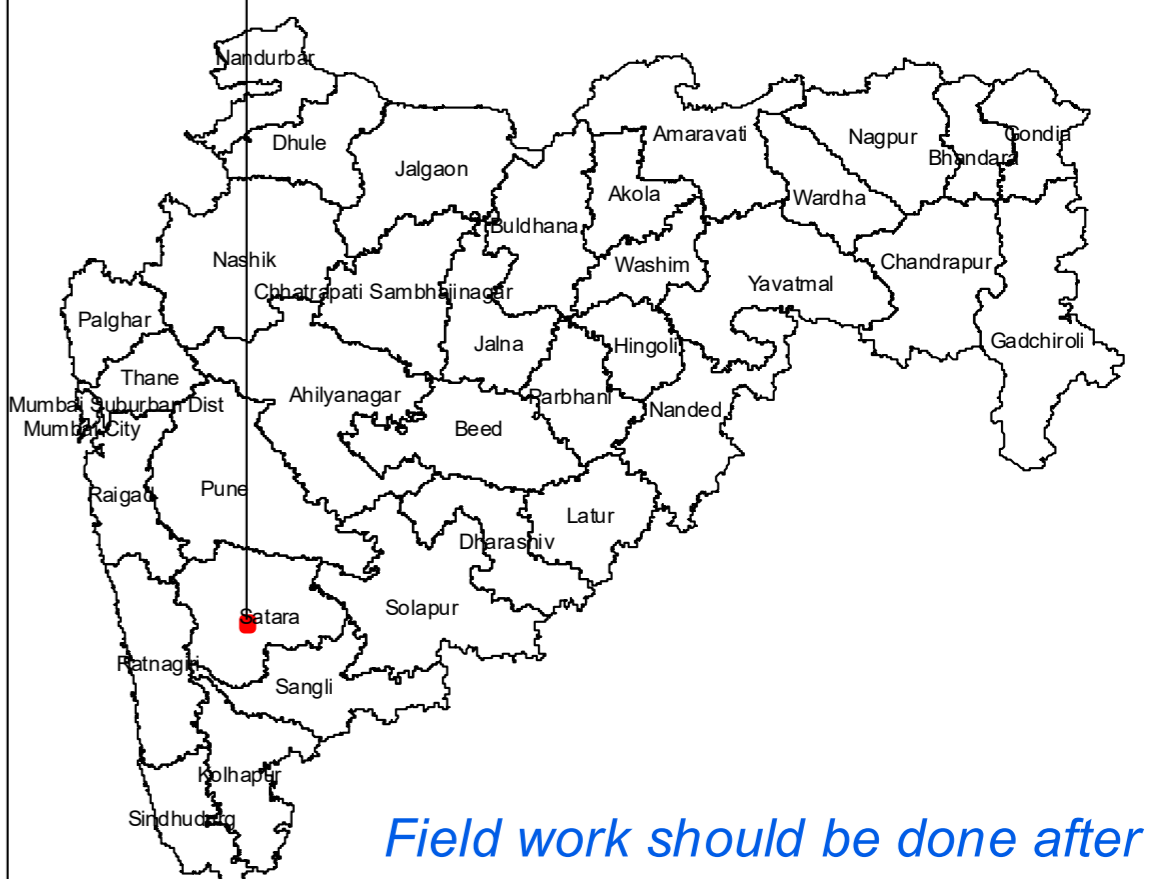 Nandurbar
Dhule
Jalgaon
Amaravati
Nagpur
Gondia
Bhandara
Akola
Wardha
Buldhana
Nashik
Washim
Chandrapur
Chhatrapati Sambhajinagar
Yavatmal
Palghar
Jalna
Hingoli
Gadchiroli
Thane
Ahilyanagar
Parbhani
Mumbai Suburban Dist
Nanded
Mumbai City
Beed
Raigad
Pune
Latur
Dharashiv
Satara
Solapur
Ratnagiri
Sangli
Kolhapur
Sindhudurg
Field work should be done after